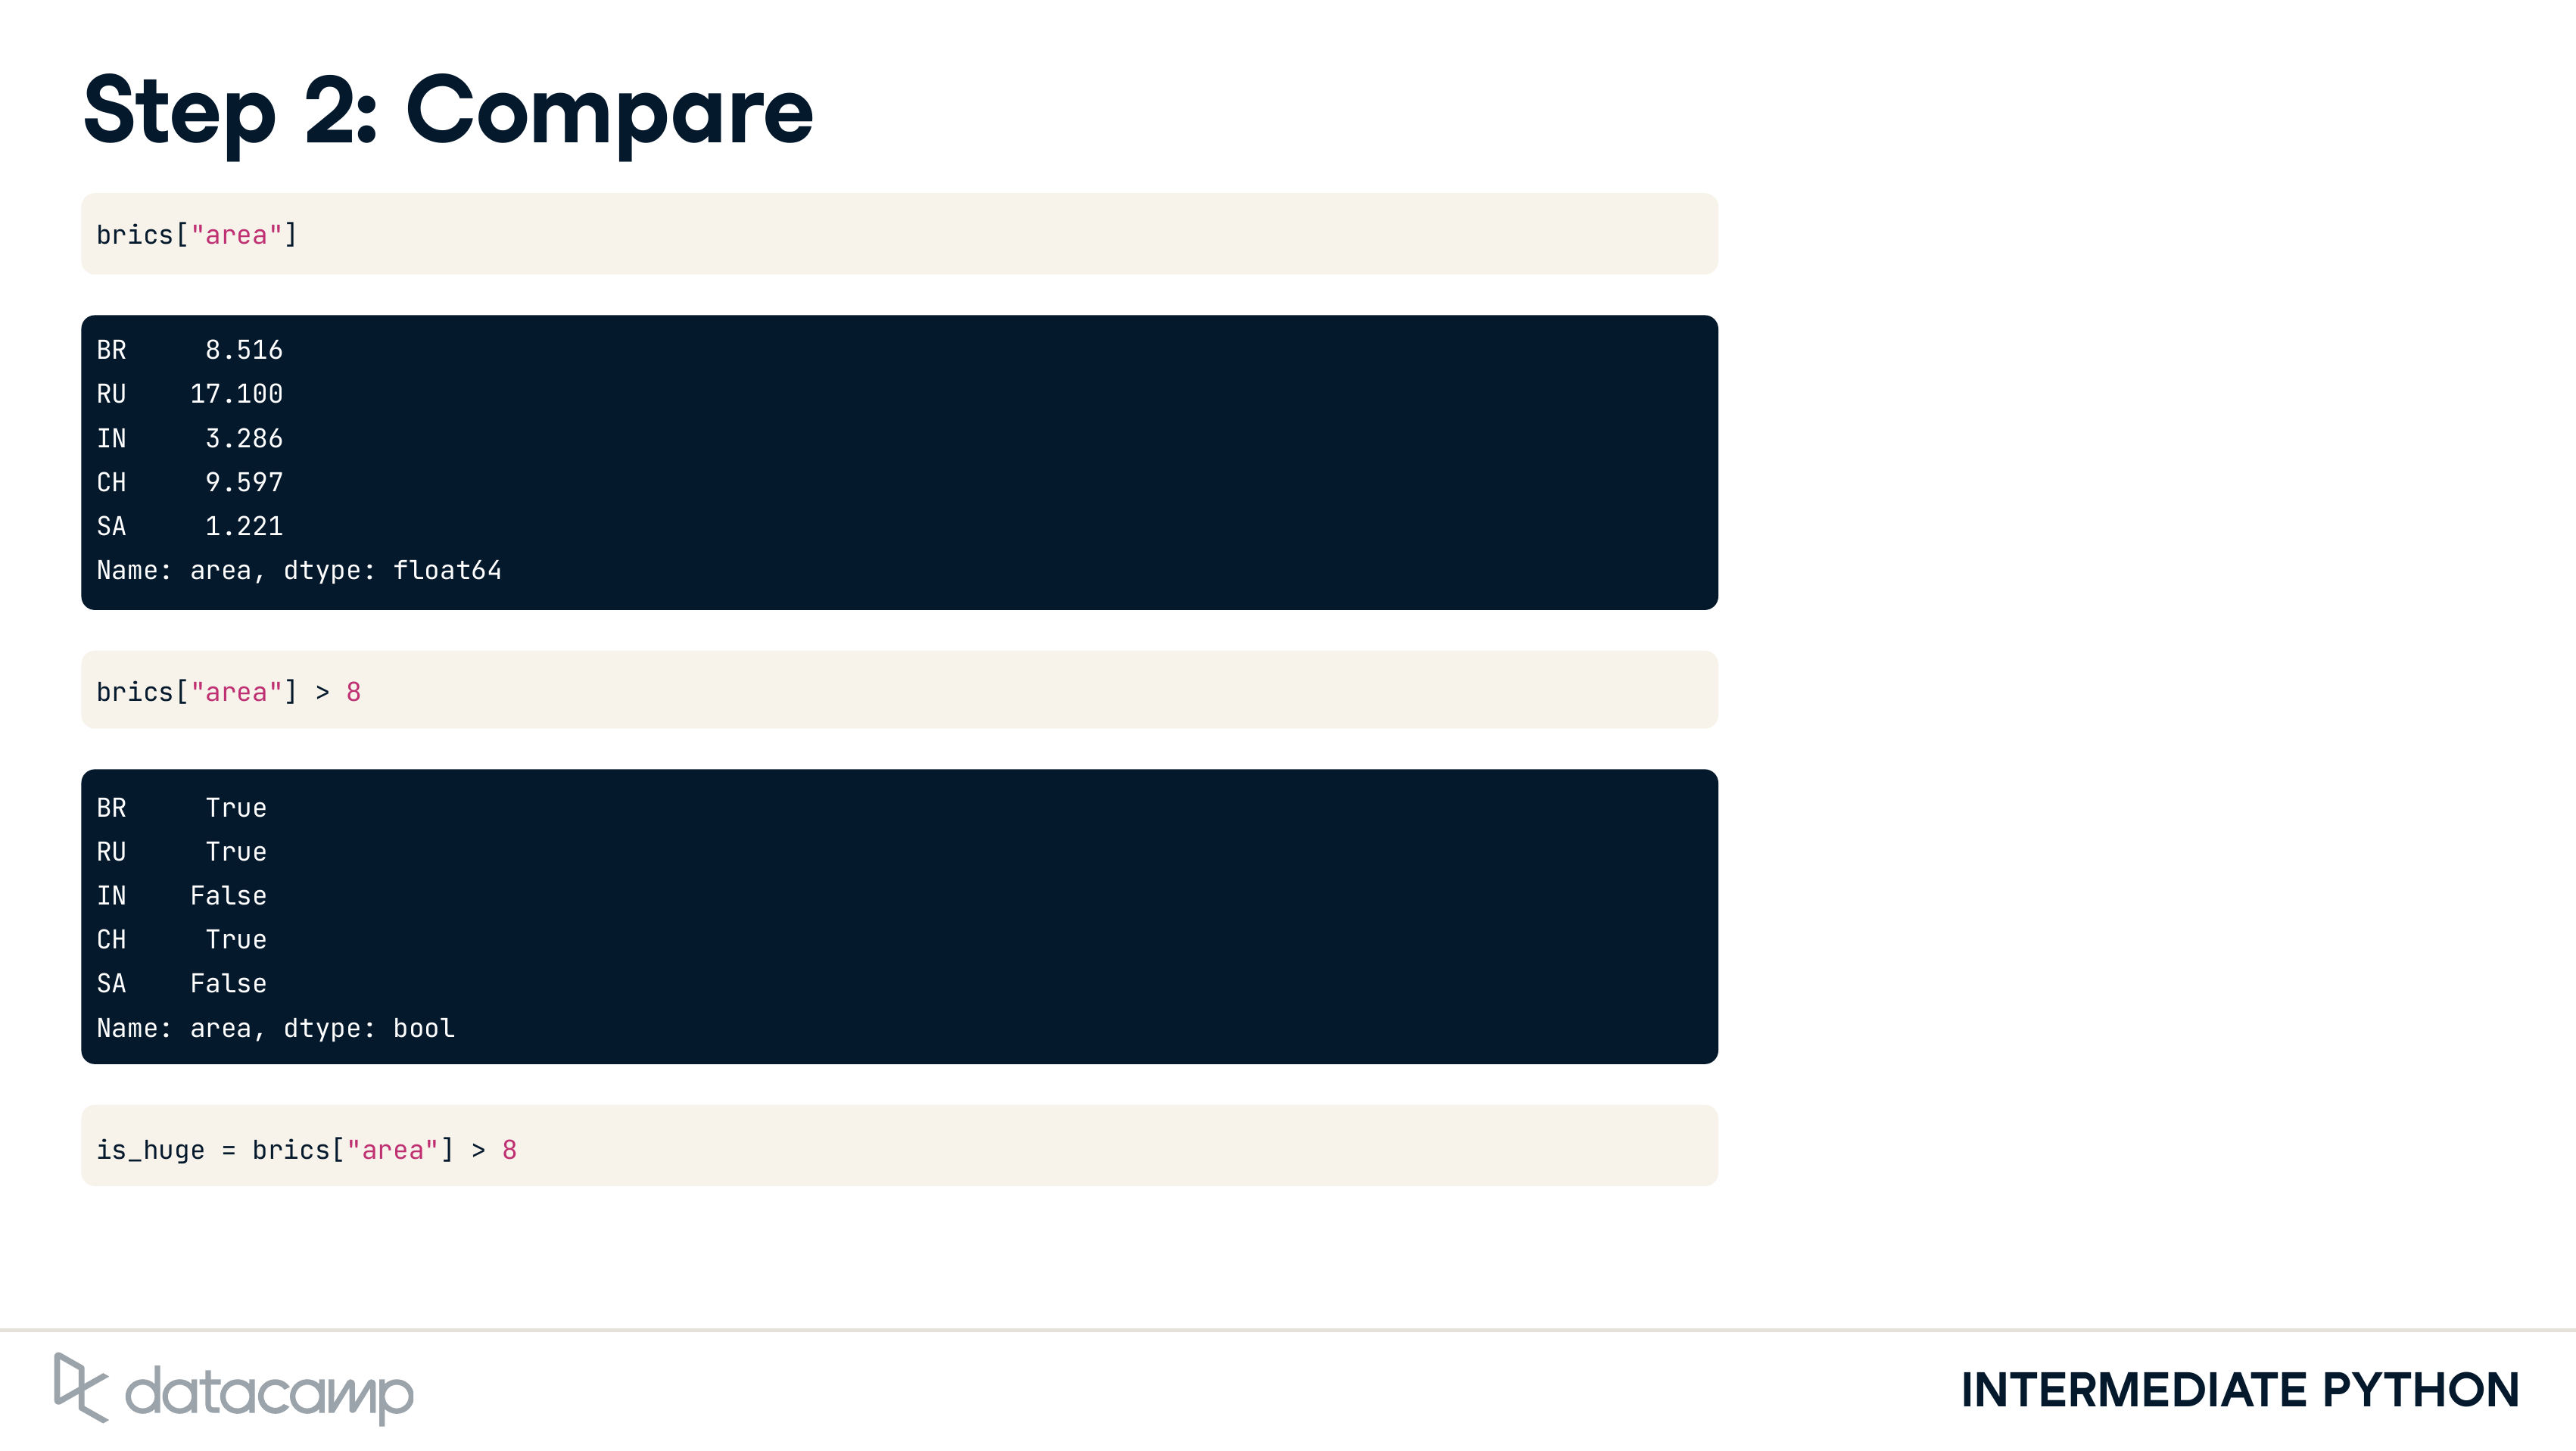 Step 2: Compare
brics["area"]
BR     8.516
RU    17.100
IN     3.286
CH     9.597
SA     1.221
Name: area, dtype: float64
brics["area"] > 8
BR     True
RU     True
IN    False
CH     True
SA    False
Name: area, dtype: bool
is_huge = brics["area"] > 8
datacamp
INTERMEDIATE PYTHON